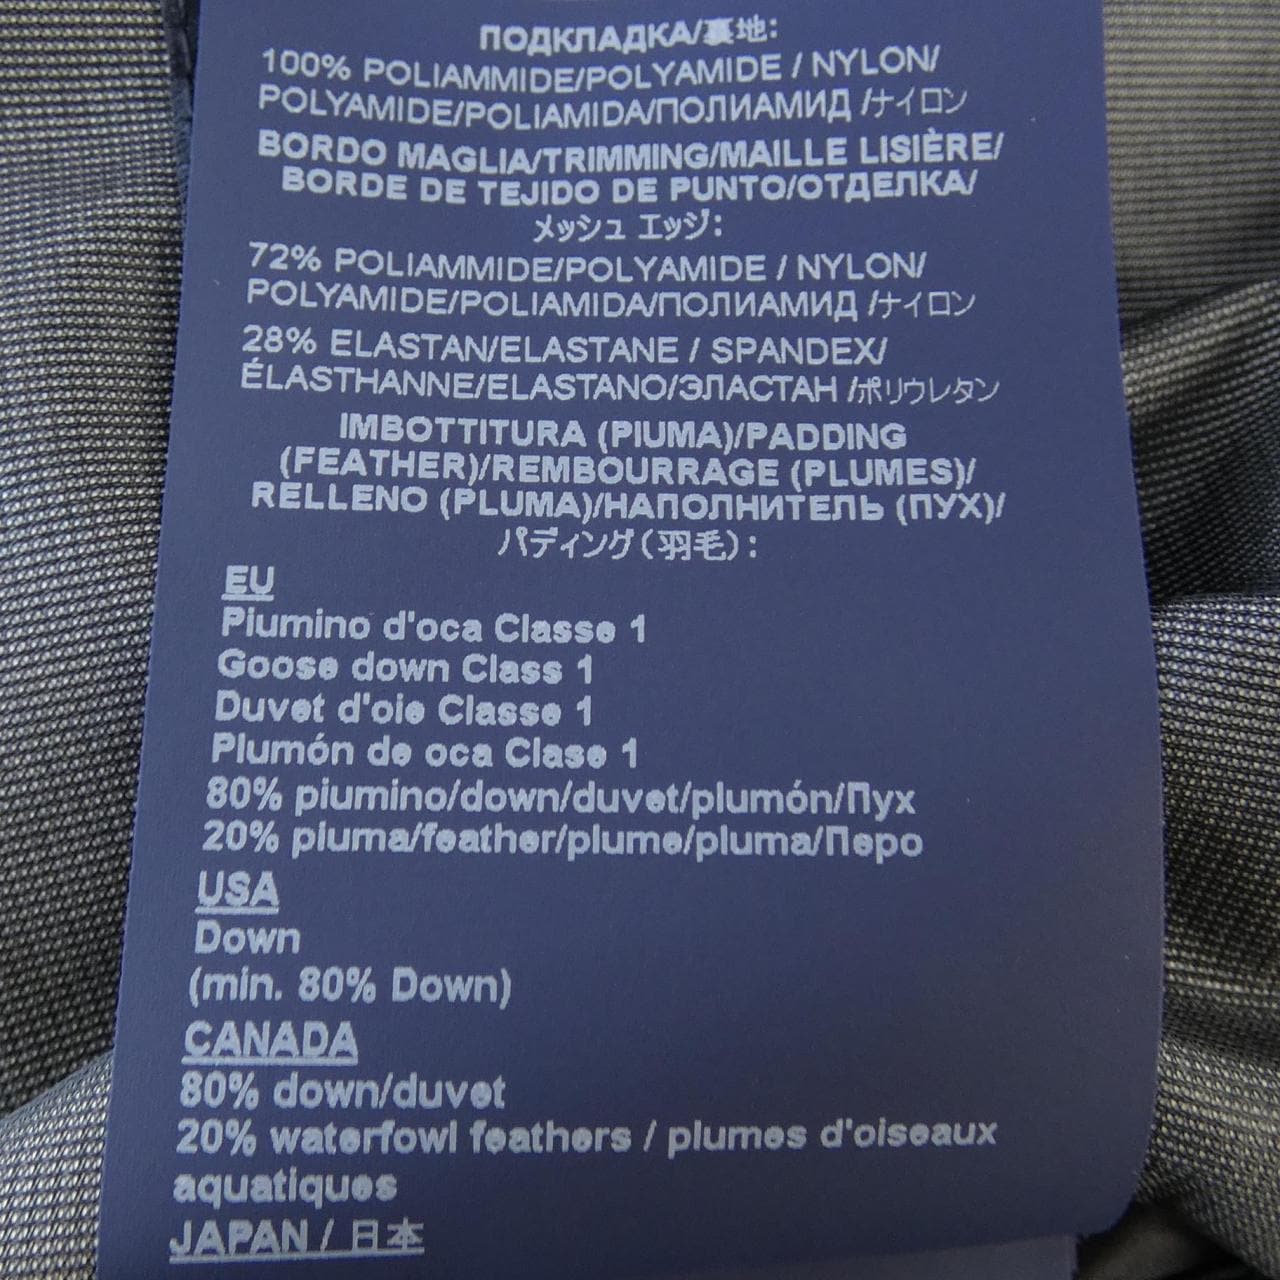 ПОДКЛАДКА/裏地:
100% POLIAMMIDE/POLYAMIDE / NYLON/
POLYAMIDE/POLIAMIDA/ПОЛИАМИД /ナイロン
BORDO MAGLIA/TRIMMING/MAILLE LISIÈRE/
BORDE DE TEJIDO DE PUNTO/ОТДЕЛКА/
メッシュ エッジ:
72% POLIAMMIDE/POLYAMIDE / NYLON/
POLYAMIDE/POLIAMIDA/ПОЛИАМИД /ナイロン
28% ELASTAN/ELASTANE / SPANDEX/
ÉLASTHANNE/ELASTANO/ЭЛАСТАН /ポリウレタン
IMBOTTITURA (PIUMA)/PADDING
(FEATHER)/REMBOURRAGE (PLUMES)/
RELLENO (PLUMA)/НАПОЛНИТЕЛЬ (ПУХ)/
パディング(羽毛):
EU
Piumino d'oca Classe 1
Goose down Class 1
Duvet d'oie Classe 1
Plumón de oca Clase 1
80% piumino/down/duvet/plumón/Пух
20% piuma/feather/plume/pluma/Перо
USA
Down
(min. 80% Down)
CANADA
80% down/duvet
20% waterfowl feathers / plumes d'oiseaux
aquatiques
JAPAN / 日本